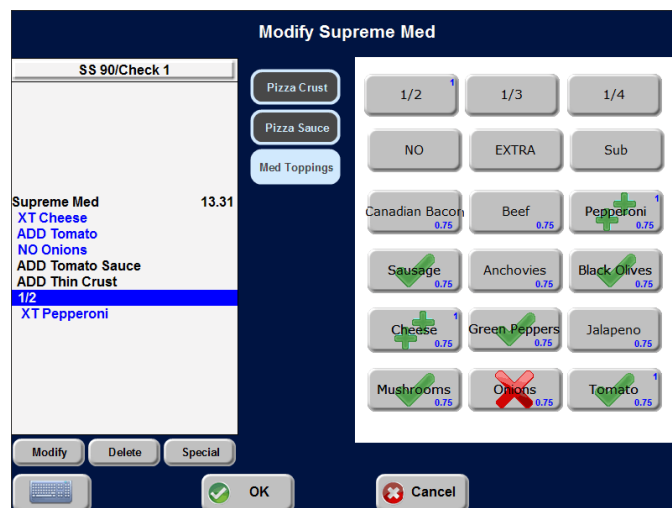 Modify Supreme Med
SS 90/Check 1
Supreme Med 13.31
XT Cheese
ADD Tomato
NO Onions
ADD Tomato Sauce
ADD Thin Crust
1/2
XT Pepperoni
Modify Delete Special
Pizza Crust
Pizza Sauce
Med Toppings
1/2 1 1/3 1/4
NO EXTRA Sub
Canadian Bacon 0.75 Beef 0.75 Pepperoni 1 0.75
Sausage 0.75 Anchovies 0.75 Black Olives 0.75
Cheese 1 0.75 Green Peppers 0.75 Jalapeno 0.75
Mushrooms 0.75 Onions 0.75 Tomato 1 0.75
OK Cancel